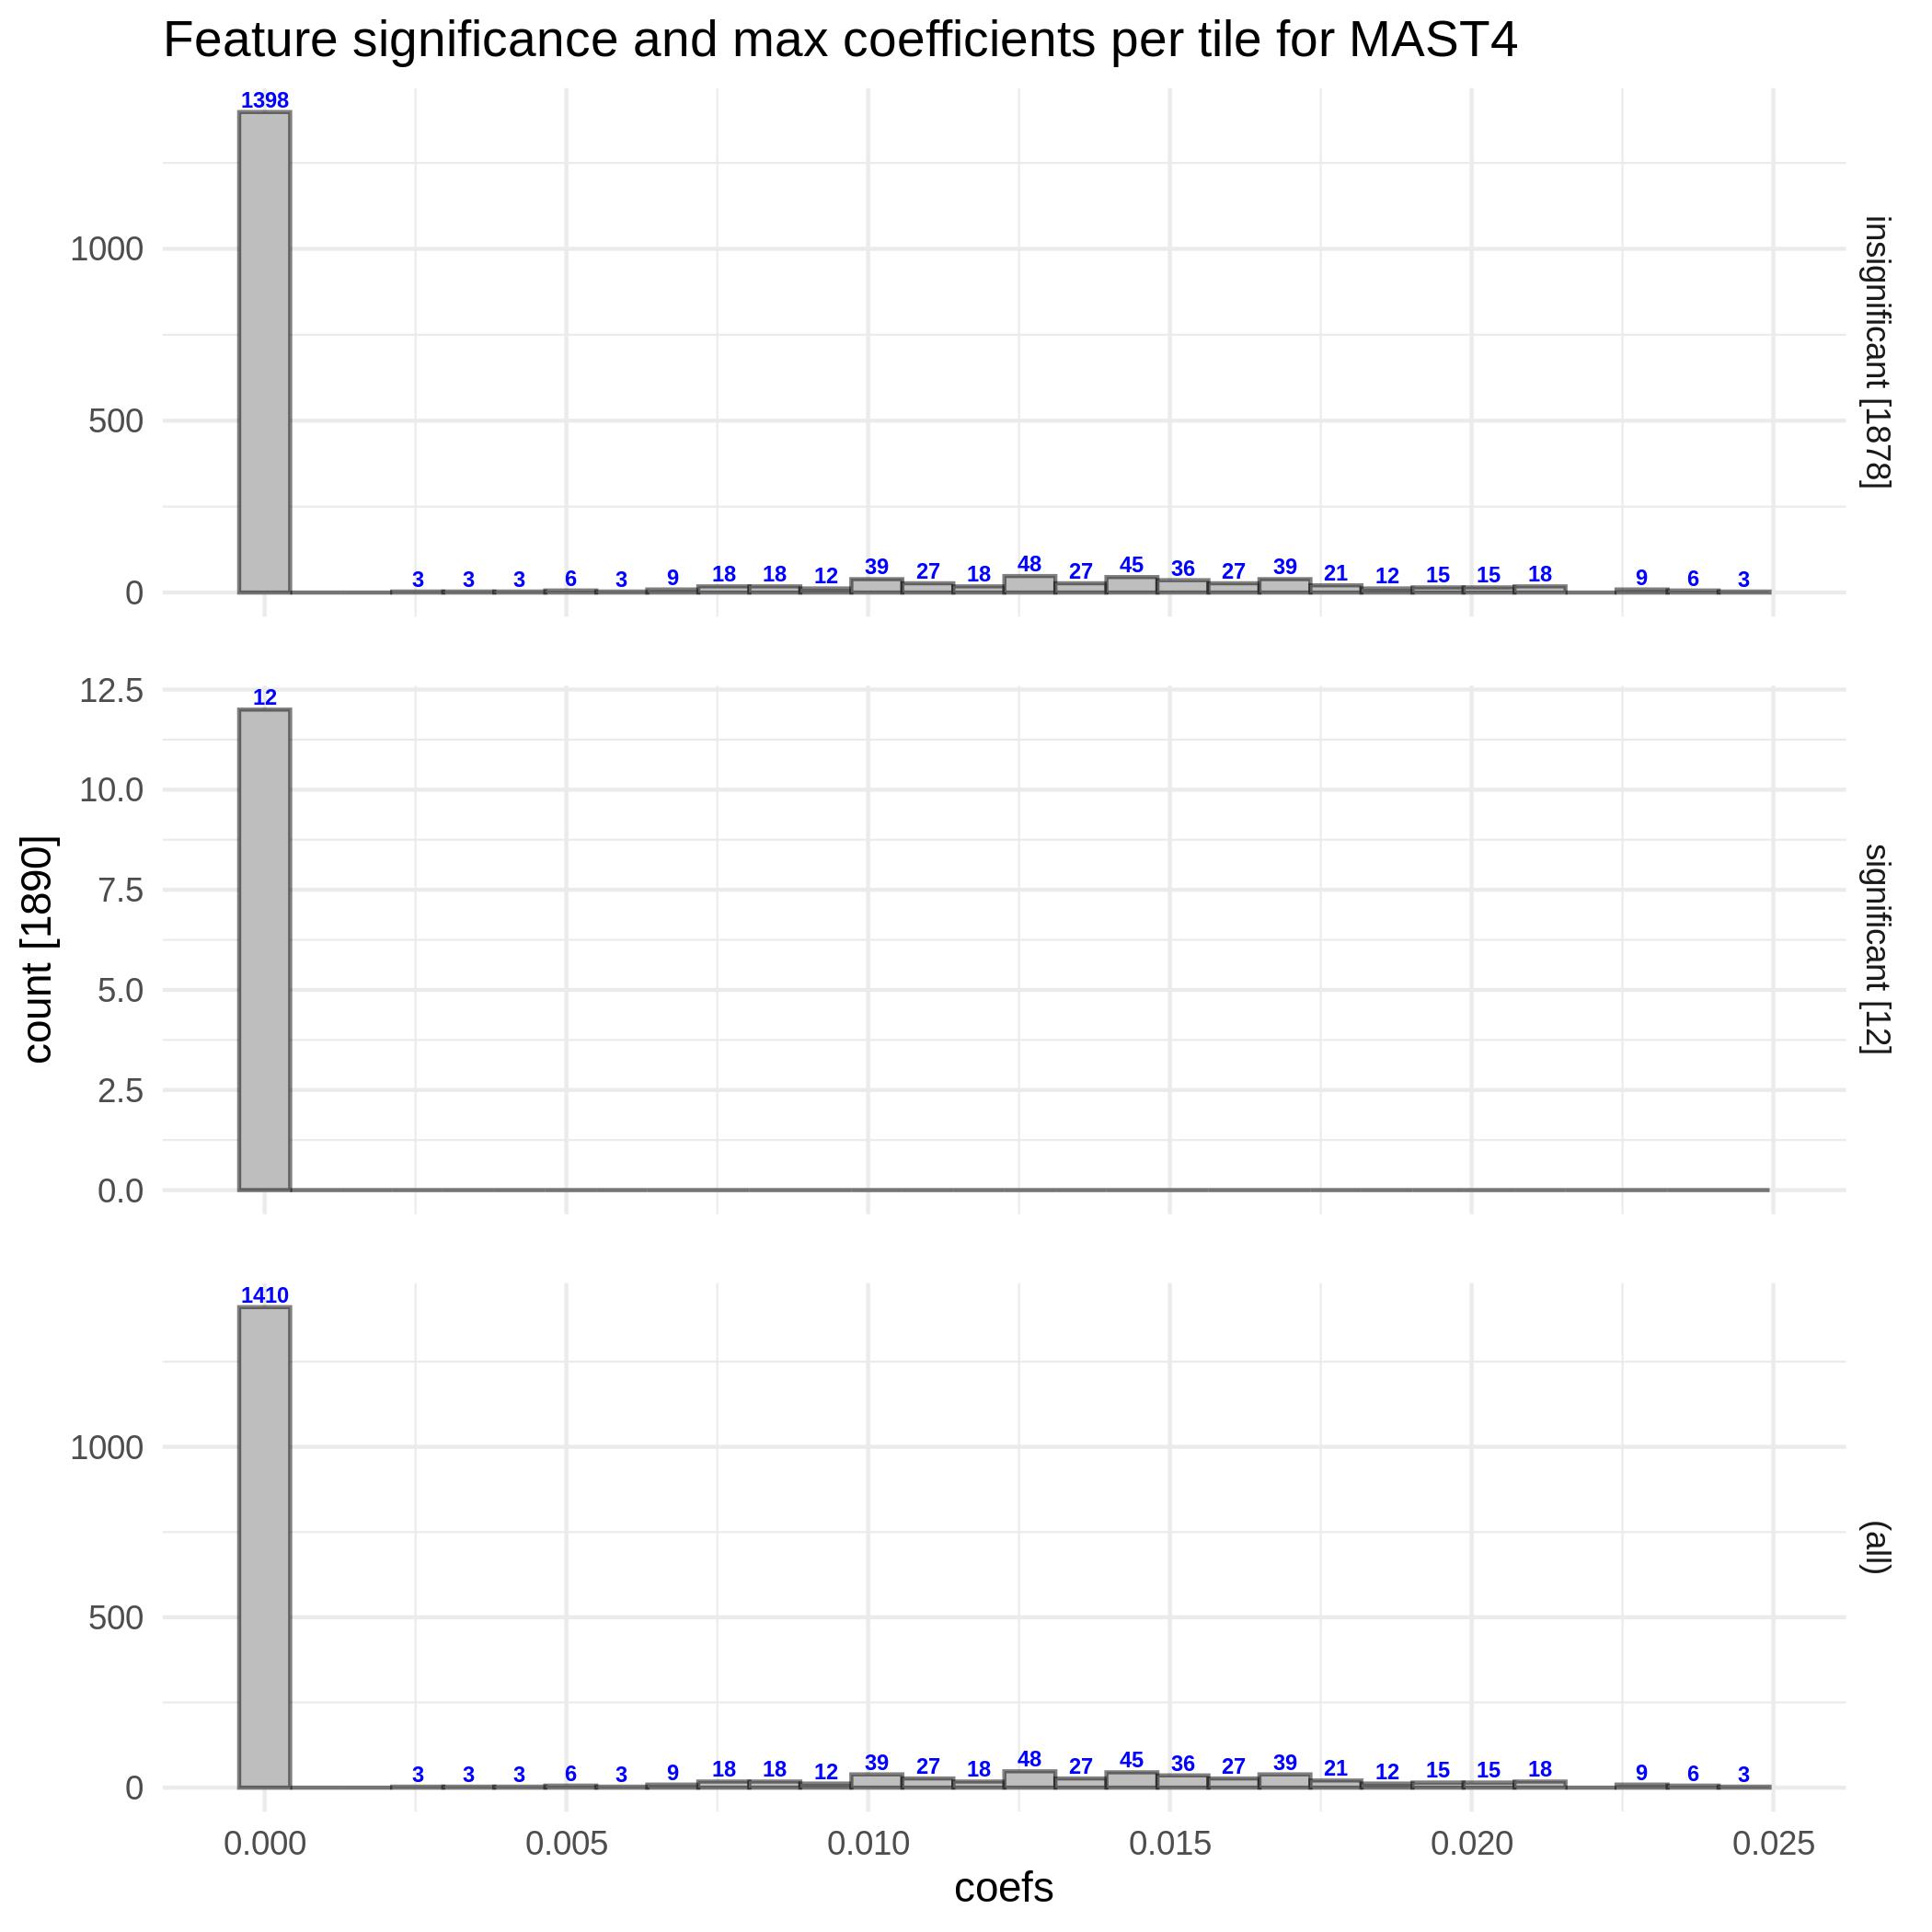 Feature significance and max coefficients per tile for MAST4
1398
1000
500
0
3 3 3 6 3 9 18 18 12 39 27 18 48 27 45 36 27 39 21 12 15 15 18 9 6 3
insignificant [1878]
12.5
12
10.0
7.5
5.0
2.5
0.0
significant [12]
count [1890]
1410
1000
500
0
3 3 3 6 3 9 18 18 12 39 27 18 48 27 45 36 27 39 21 12 15 15 18 9 6 3
(all)
0.000 0.005 0.010 0.015 0.020 0.025
coefs